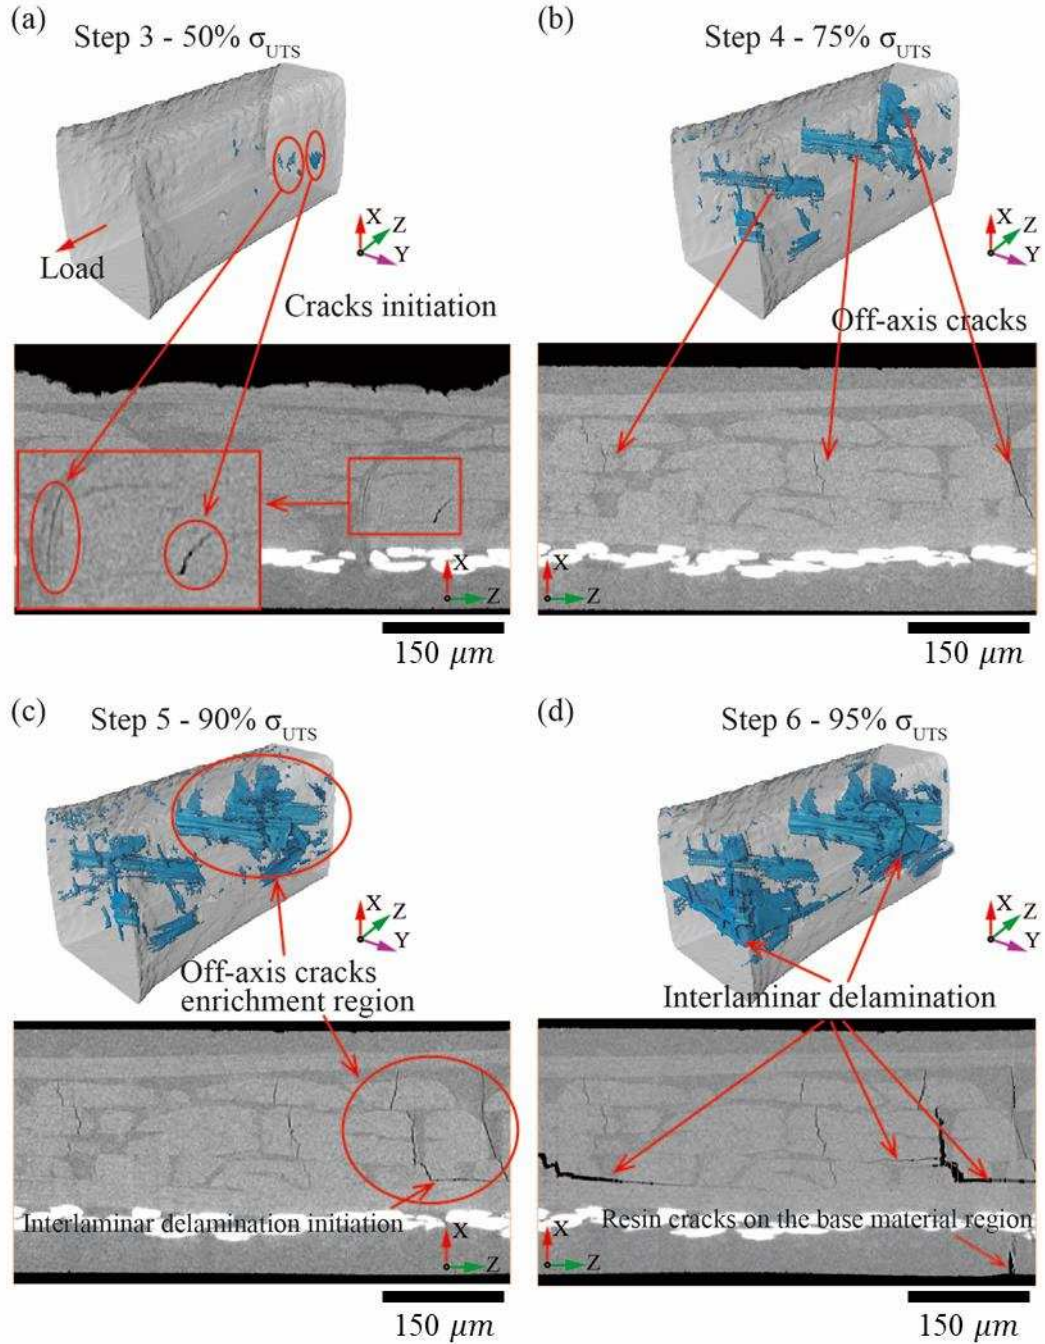 (a)
Step 3 - 50% σUTS
X
Z
Y
Load
Cracks initiation
X
Z
150 μm
(b)
Step 4 - 75% σUTS
X
Z
Y
Off-axis cracks
X
Z
150 μm
(c)
Step 5 - 90% σUTS
X
Z
Y
Off-axis cracks
enrichment region
Interlaminar delamination initiation
X
Z
150 μm
(d)
Step 6 - 95% σUTS
X
Z
Y
Interlaminar delamination
Resin cracks on the base material region
X
Z
150 μm